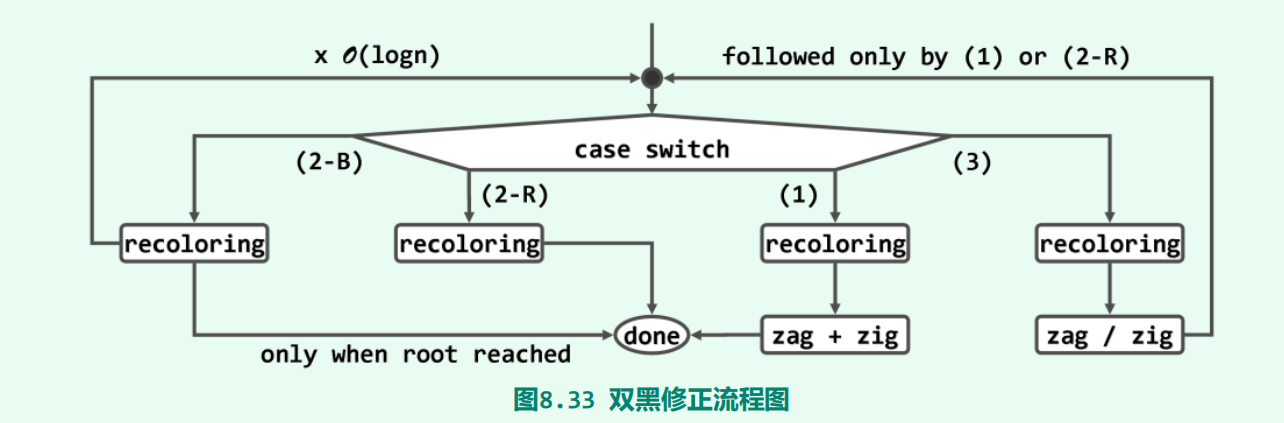 x O(logn)
followed only by (1) or (2-R)
case switch
(2-B)
(2-R)
(1)
(3)
recoloring
recoloring
recoloring
recoloring
done
zag + zig
zag / zig
only when root reached
图8.33 双黑修正流程图